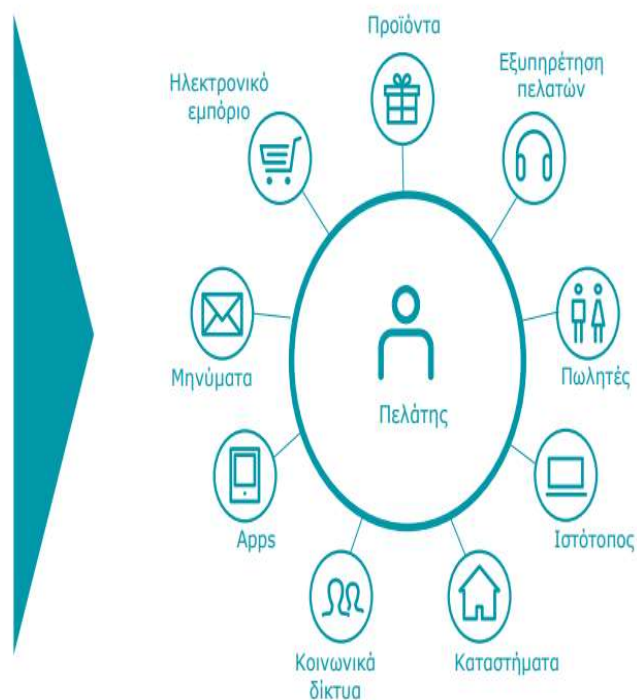 Προϊόντα
Εξυπηρέτηση
πελατών
Ηλεκτρονικό
εμπόριο
Μηνύματα
Πελάτης
Πωλητές
Apps
Ιστότοπος
Κοινωνικά
δίκτυα
Καταστήματα